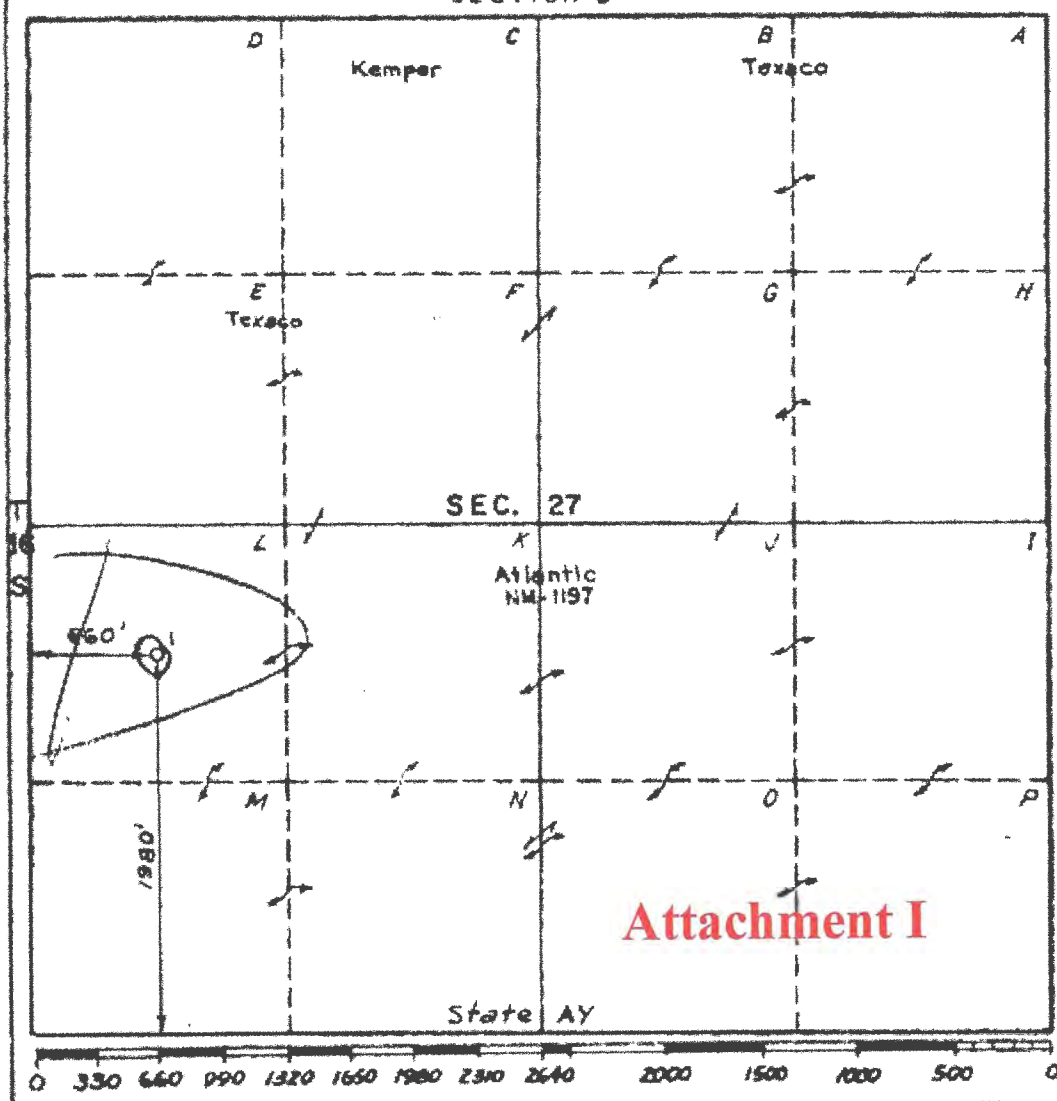 D C B A
Kemper Texaco
E F G H
Texaco
SEC. 27
T
16
S
L K J I
Atlantic
NM-1197
660' 1
M N O P
1980'
Attachment I
State AY
0 330 660 990 1320 1650 1980 2310 2640 2000 1500 1000 500 0